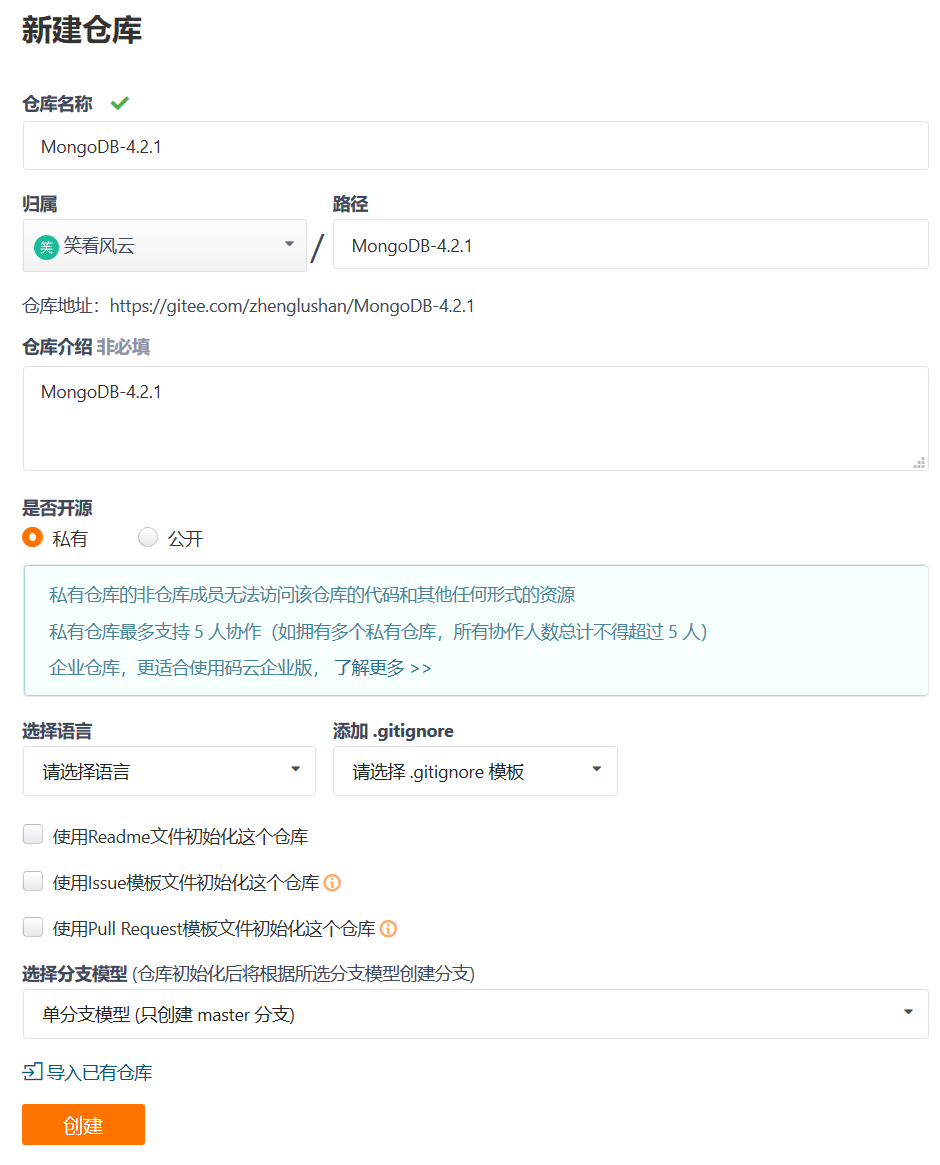 新建仓库
仓库名称
MongoDB-4.2.1
归属 路径
笑 笑看风云 / MongoDB-4.2.1
仓库地址：https://gitee.com/zhenglushan/MongoDB-4.2.1
仓库介绍 非必填
MongoDB-4.2.1
是否开源
私有 公开
私有仓库的非仓库成员无法访问该仓库的代码和其他任何形式的资源
私有仓库最多支持 5 人协作（如拥有多个私有仓库，所有协作人数总计不得超过 5 人）
企业仓库，更适合使用码云企业版， 了解更多 >>
选择语言 添加 .gitignore
请选择语言 请选择 .gitignore 模板
使用Readme文件初始化这个仓库
使用Issue模板文件初始化这个仓库
使用Pull Request模板文件初始化这个仓库
选择分支模型 (仓库初始化后将根据所选分支模型创建分支)
单分支模型 (只创建 master 分支)
导入已有仓库
创建